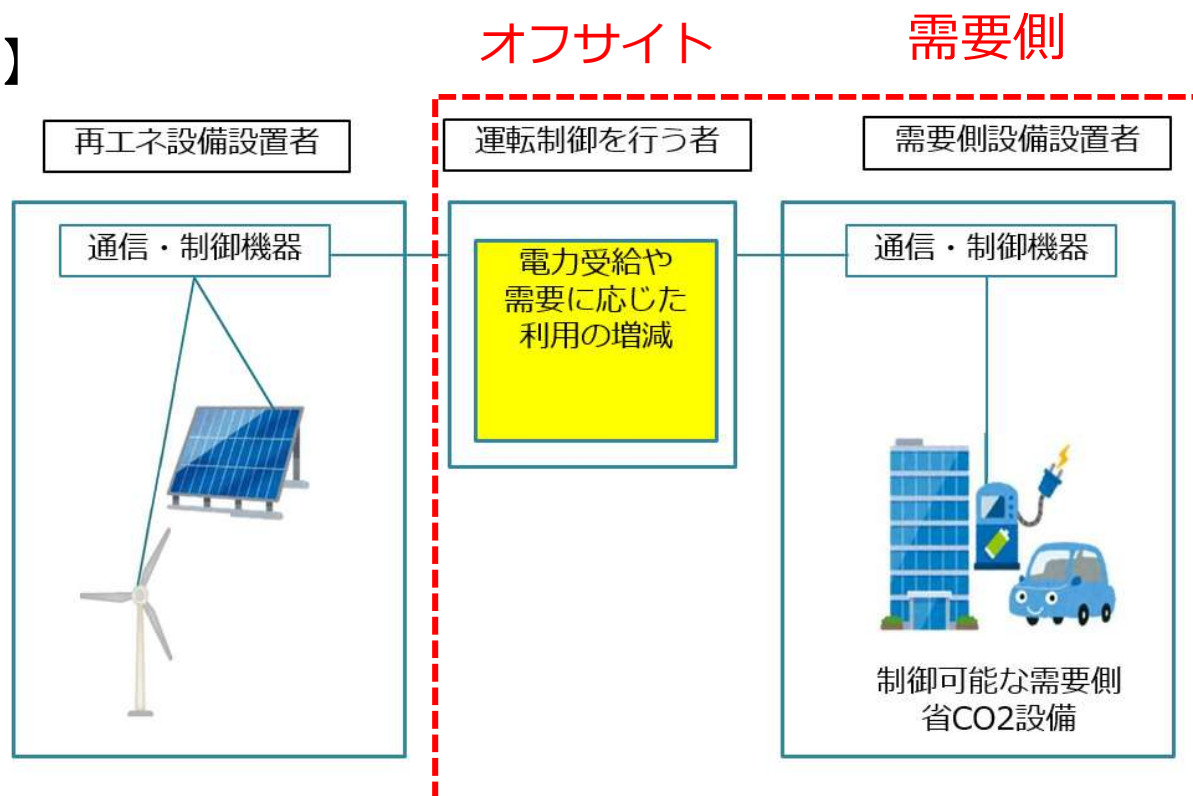 】
オフサイト
需要側
再エネ設備設置者
運転制御を行う者
需要側設備設置者
通信・制御機器
電力受給や
需要に応じた
利用の増減
通信・制御機器
制御可能な需要側
省CO2設備